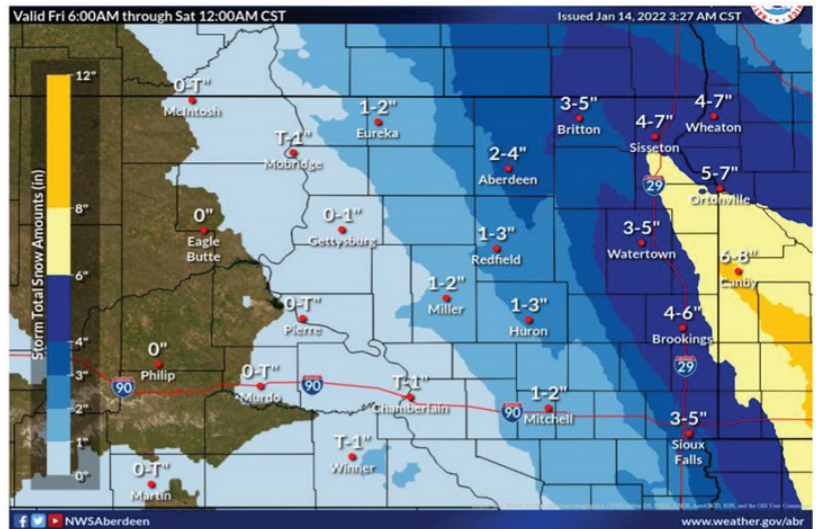 Valid Fri 6:00AM through Sat 12:00AM CST
Issued Jan 14, 2022 3:27 AM CST
Storm Total Snow Amounts (in)
12"
8"
6"
4"
3"
2"
1"
0"
0-T"
McIntosh
T-1"
Mobridge
1-2"
Eureka
3-5"
Britton
4-7"
Sisseton
4-7"
Wheaton
2-4"
Aberdeen
29
5-7"
Ortonville
0"
Eagle
Butte
0-1"
Gettysburg
1-3"
Redfield
3-5"
Watertown
6-8"
Canby
1-2"
Miller
0-T"
Pierre
1-3"
Huron
4-6"
Brookings
0"
Philip
90
0-T"
Murdo
90
T-1"
Chamberlain
90
1-2"
Mitchell
29
3-5"
Sioux
Falls
T-1"
Winner
0-T"
Martin
NWSAberdeen
www.weather.gov/abr